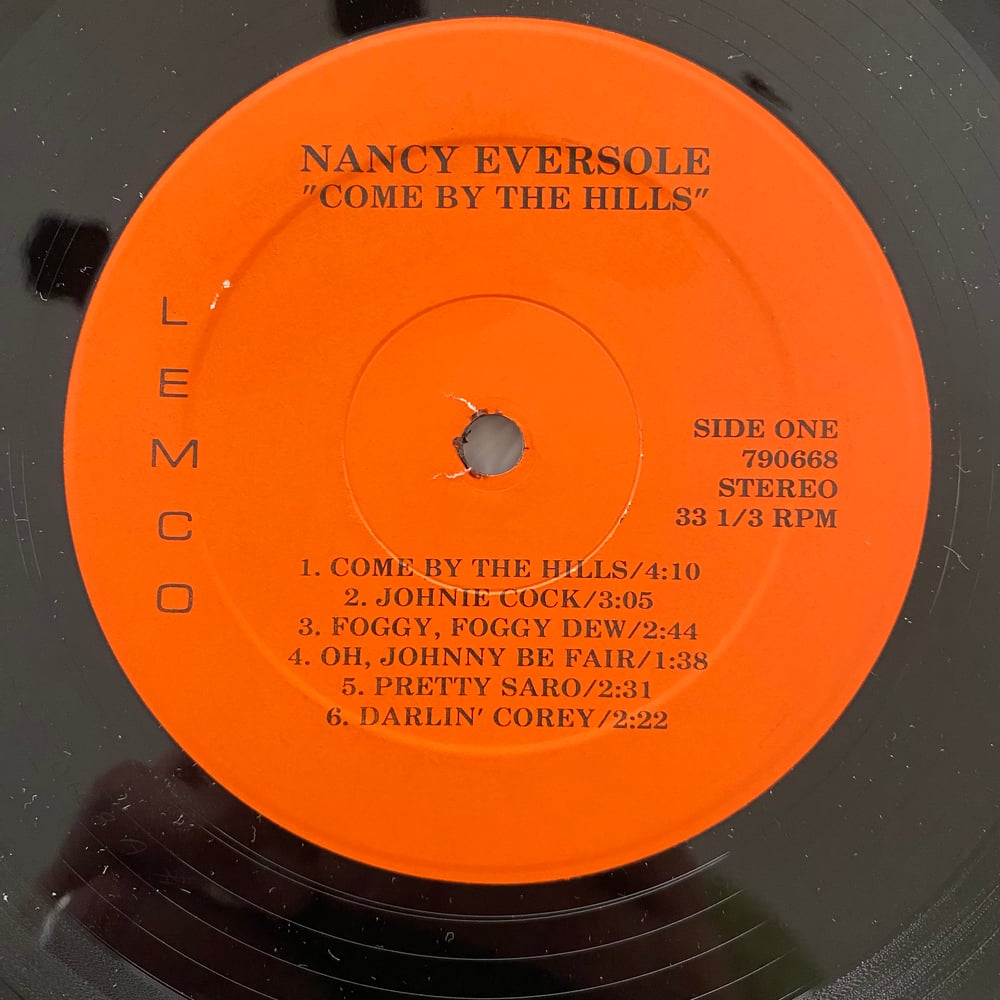 NANCY EVERSOLE
"COME BY THE HILLS"
LEMCO
SIDE ONE
790668
STEREO
33 1/3 RPM
1. COME BY THE HILLS/4:10
2. JOHNIE COCK/3:05
3. FOGGY, FOGGY DEW/2:44
4. OH, JOHNNY BE FAIR/1:38
5. PRETTY SARO/2:31
6. DARLIN' COREY/2:22